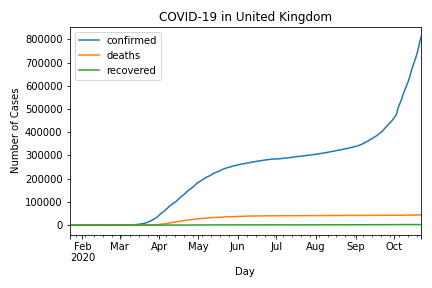 COVID-19 in United Kingdom
confirmed
deaths
recovered
Number of Cases
800000
700000
600000
500000
400000
300000
200000
100000
0
Feb Mar Apr May Jun Jul Aug Sep Oct
2020
Day